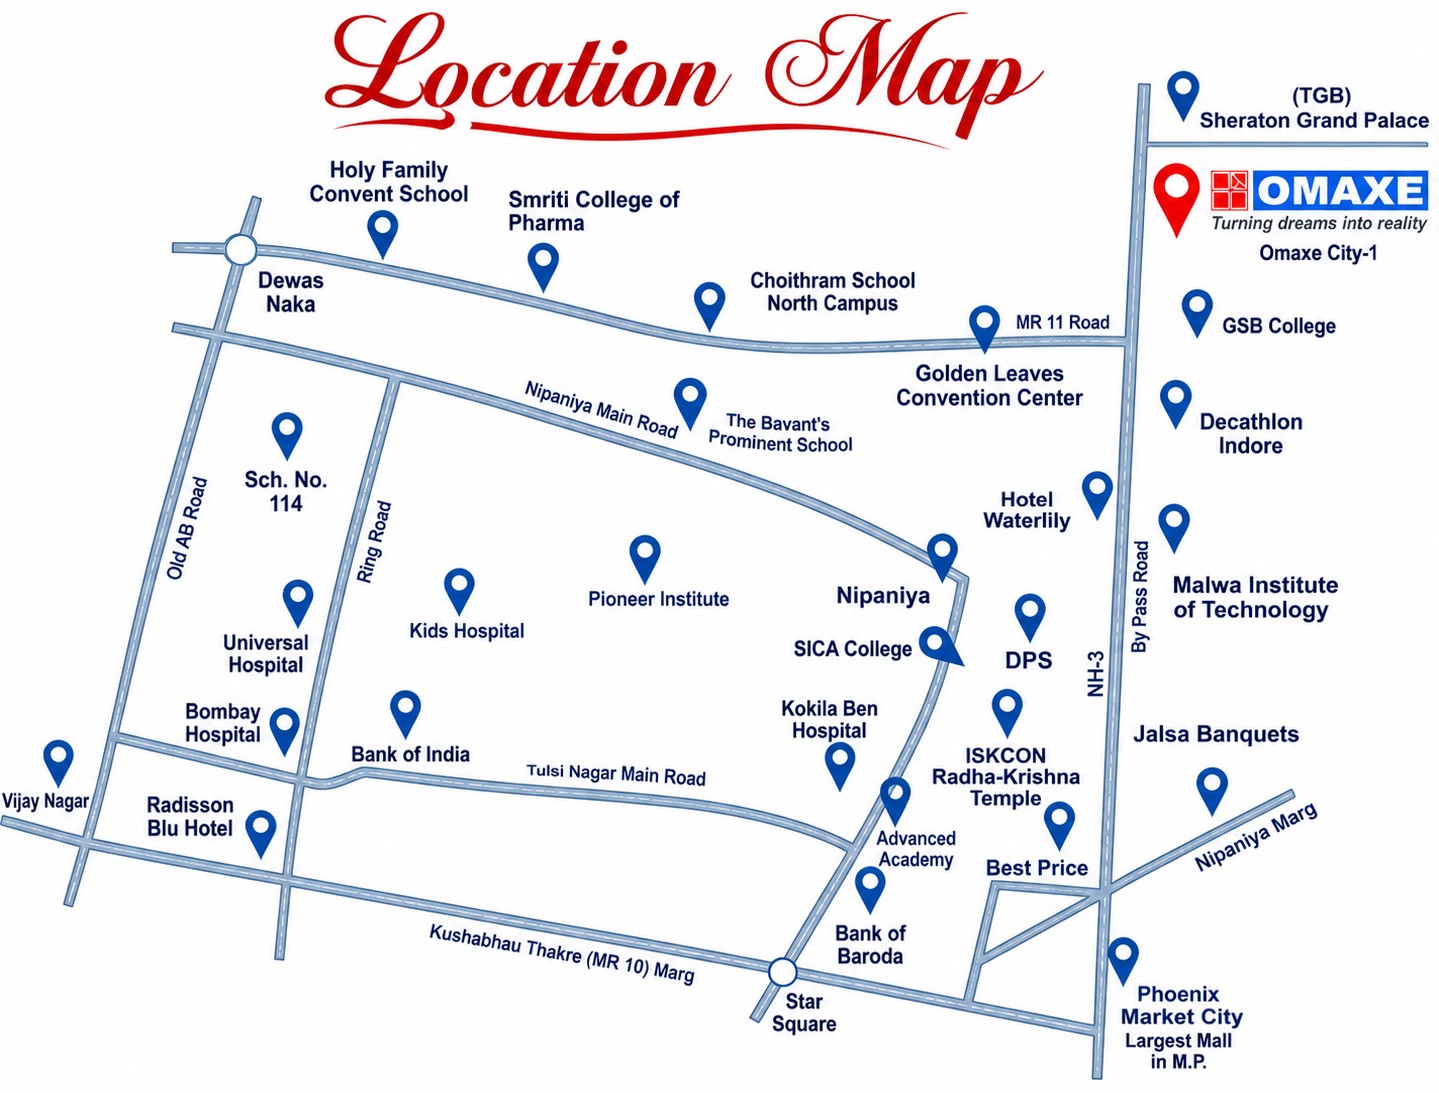 Location Map
(TGB)
Sheraton Grand Palace
OMAXE
Turning dreams into reality
Omaxe City-1
Holy Family
Convent School
Smriti College of
Pharma
Dewas
Naka
Choithram School
North Campus
MR 11 Road
GSB College
Golden Leaves
Convention Center
Nipaniya Main Road
The Bavant's
Prominent School
Decathlon
Indore
Sch. No.
114
Old AB Road
Ring Road
Hotel
Waterlily
By Pass Road
NH-3
Malwa Institute
of Technology
Pioneer Institute
Nipaniya
Kids Hospital
Universal
Hospital
SICA College
DPS
Bombay
Hospital
Kokila Ben
Hospital
Bank of India
Jalsa Banquets
ISKCON
Radha-Krishna
Temple
Tulsi Nagar Main Road
Vijay Nagar
Radisson
Blu Hotel
Advanced
Academy
Nipaniya Marg
Best Price
Bank of
Baroda
Kushabhau Thakre (MR 10) Marg
Star
Square
Phoenix
Market City
Largest Mall
in M.P.